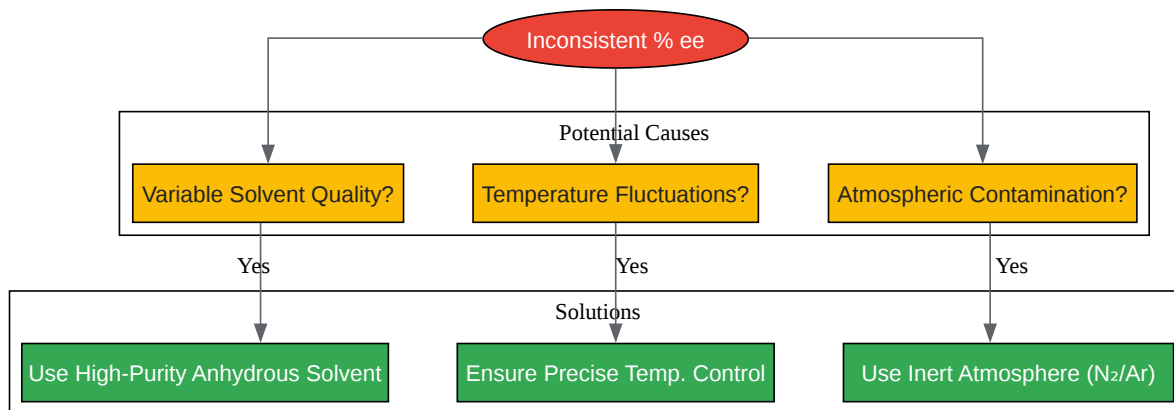 Inconsistent % ee
Potential Causes
Variable Solvent Quality?
Temperature Fluctuations?
Atmospheric Contamination?
Yes
Yes
Yes
Solutions
Use High-Purity Anhydrous Solvent
Ensure Precise Temp. Control
Use Inert Atmosphere (N₂/Ar)